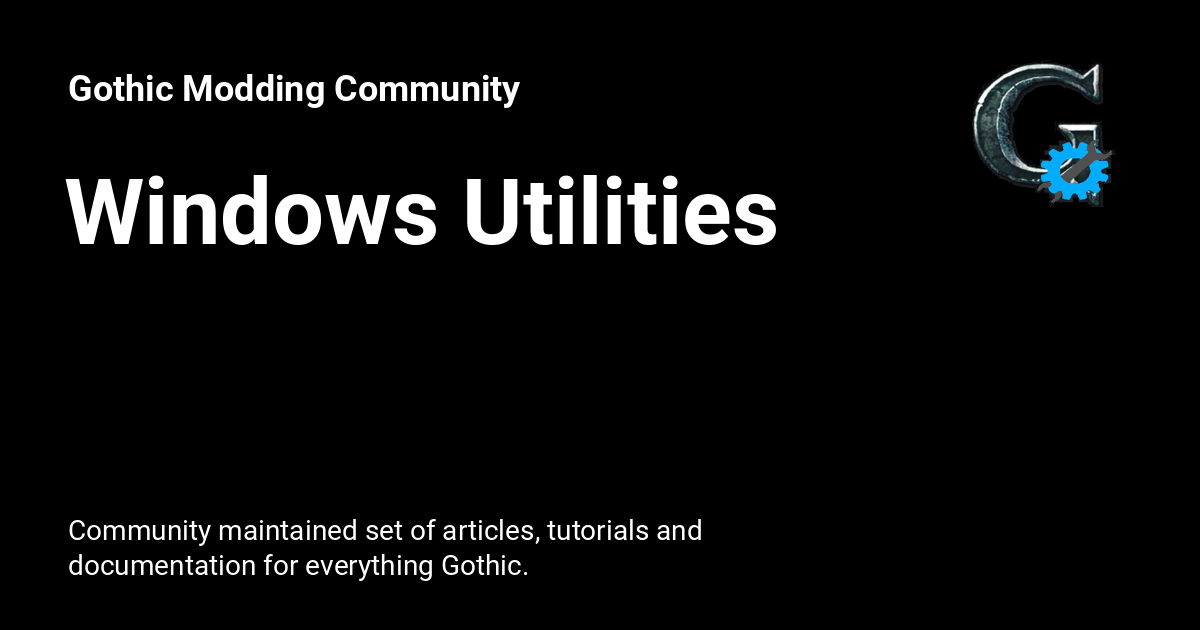 Gothic Modding Community
Windows Utilities
G
Community maintained set of articles, tutorials and
documentation for everything Gothic.